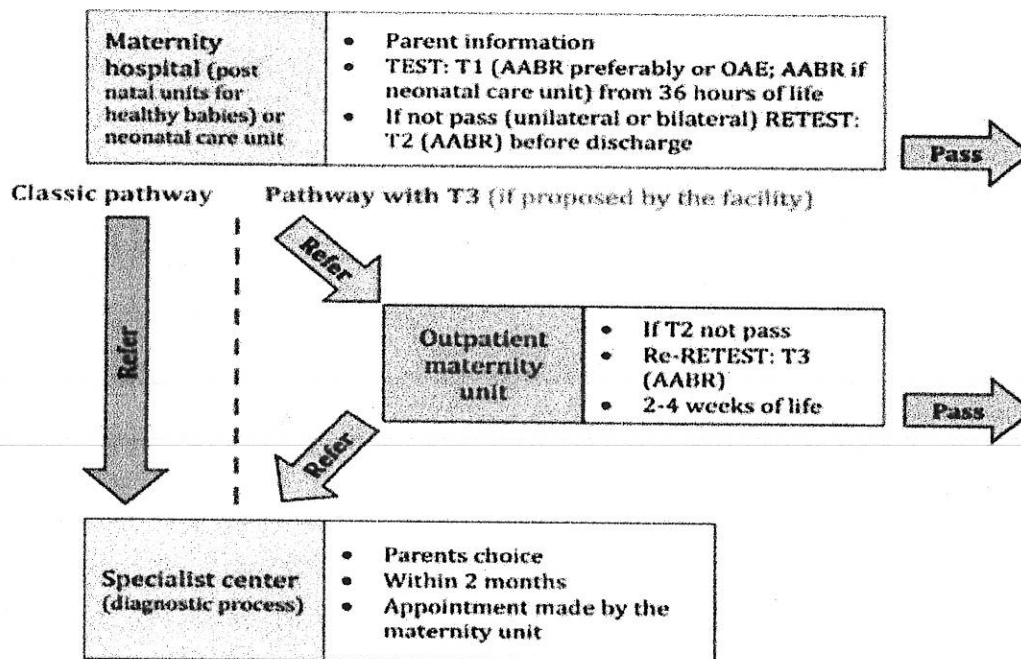 Maternity
hospital (post
natal units for
healthy babies) or
neonatal care unit
• Parent information
• TEST: T1 (AABR preferably or OAE; AABR if
neonatal care unit) from 36 hours of life
• If not pass (unilateral or bilateral) RETEST:
T2 (AABR) before discharge
Pass
Classic pathway
Pathway with T3 (if proposed by the facility)
Refer
Refer
Outpatient
maternity
unit
• If T2 not pass
• Re-RETEST: T3
(AABR)
• 2-4 weeks of life
Pass
Refer
Specialist center
(diagnostic process)
• Parents choice
• Within 2 months
• Appointment made by the
maternity unit